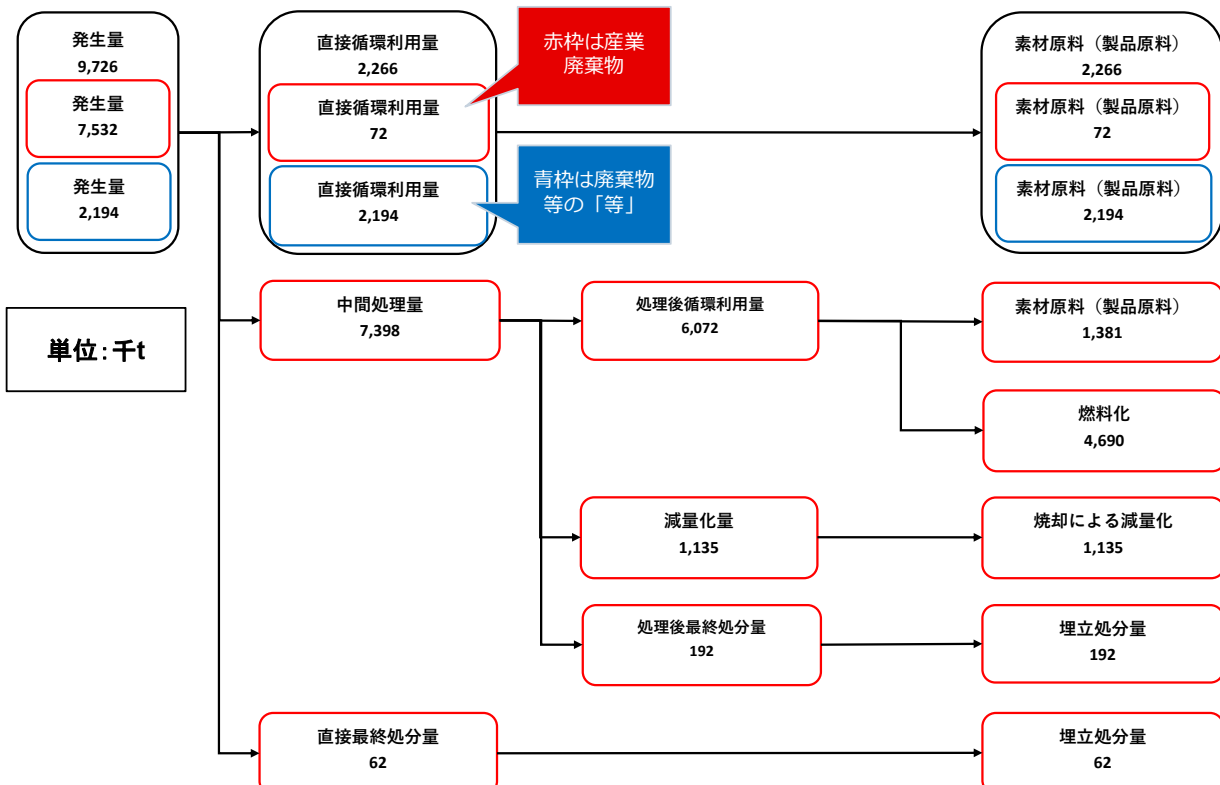 発生量
9,726
発生量
7,532
発生量
2,194
直接循環利用量
2,266
直接循環利用量
72
直接循環利用量
2,194
赤枠は産業
廃棄物
青枠は廃棄物
等の「等」
素材原料（製品原料）
2,266
素材原料（製品原料）
72
素材原料（製品原料）
2,194
単位：千t
中間処理量
7,398
処理後循環利用量
6,072
素材原料（製品原料）
1,381
燃料化
4,690
減量化量
1,135
焼却による減量化
1,135
処理後最終処分量
192
埋立処分量
192
直接最終処分量
62
埋立処分量
62